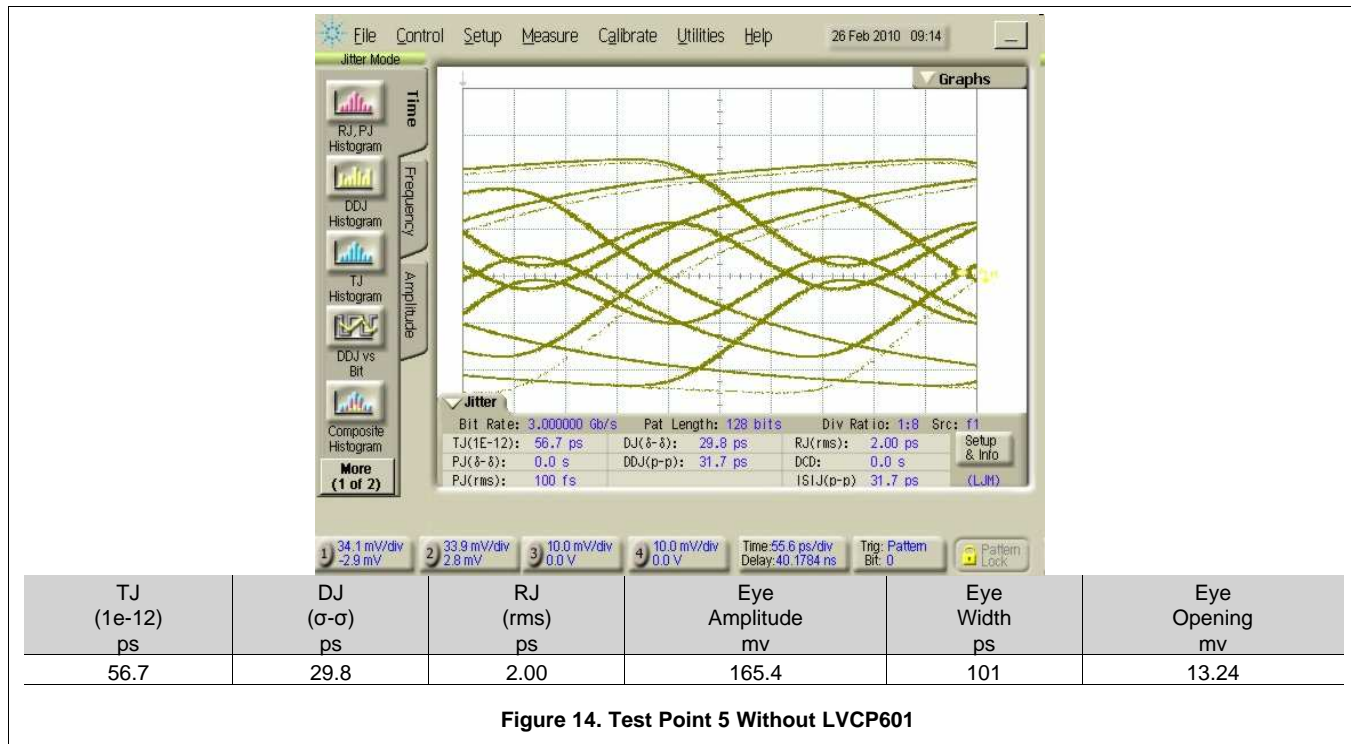 File Control Setup Measure Calibrate Utilities Help 26 Feb 2010 09:14
Jitter Mode
Graphs
Time
Frequency
Amplitude
RJ, PJ
Histogram
DDJ
Histogram
TJ
Histogram
DDJ vs
Bit
Composite
Histogram
More
(1 of 2)
Jitter
Bit Rate: 3.000000 Gb/s Pat Length: 128 bits Div Ratio: 1:8 Src: f1
TJ(1E-12): 56.7 ps DJ(δ-δ): 29.8 ps RJ(rms): 2.00 ps
PJ(δ-δ): 0.0 s DDJ(p-p): 31.7 ps DCD: 0.0 s
PJ(rms): 100 fs ISIJ(p-p) 31.7 ps
Setup
& Info
(LJM)
1) 34.1 mV/div
-2.9 mV
2) 33.9 mV/div
2.8 mV
3) 10.0 mV/div
0.0 V
4) 10.0 mV/div
0.0 V
Time:55.6 ps/div
Delay:40.1784 ns
Trig: Pattern
Bit: 0
Pattern
Lock
TJ DJ RJ Eye Eye Eye
(1e-12) (σ-σ) (rms) Amplitude Width Opening
ps ps ps mv ps mv
56.7 29.8 2.00 165.4 101 13.24
Figure 14. Test Point 5 Without LVCP601